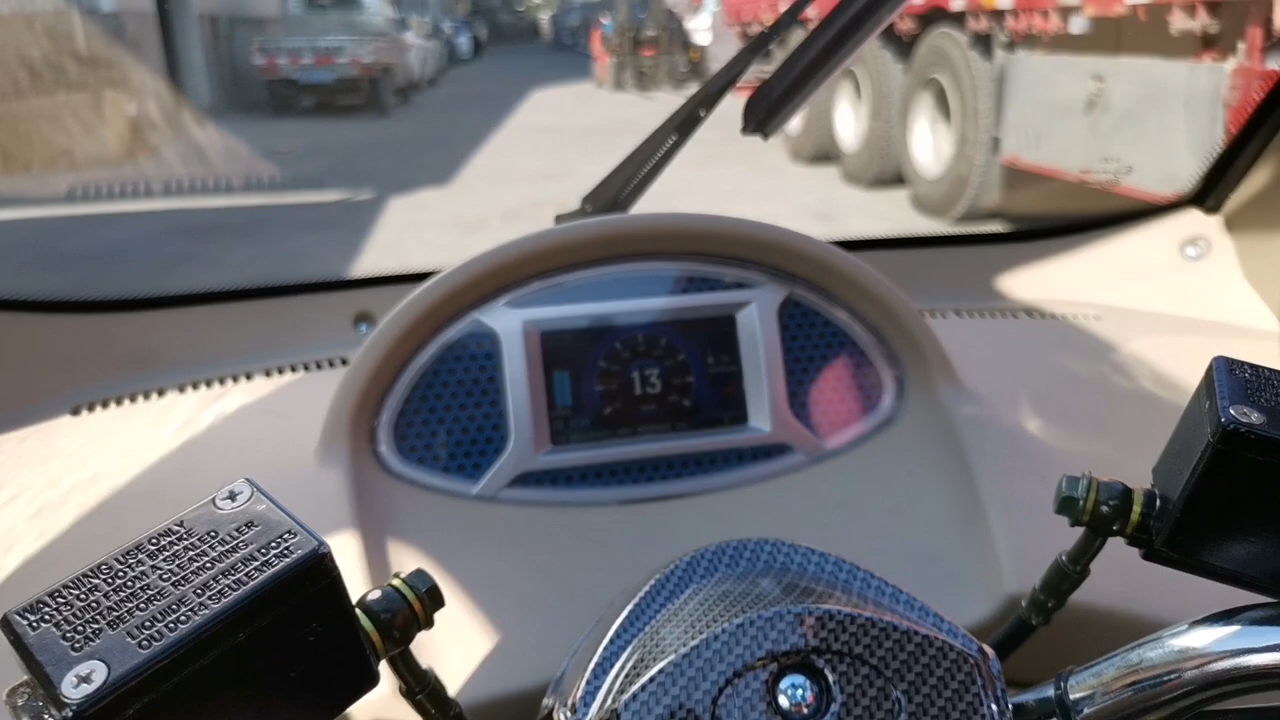 13
WARNING USE ONLY
DOT3 OR DOT4 BRAKE
FLUID FROM A SEALED
CONTAINER. CLEAN FILLER
CAP BEFORE REMOVING.
LIQUIDE DEFREIN DOT3
OU DOT4 SEULEMENT.